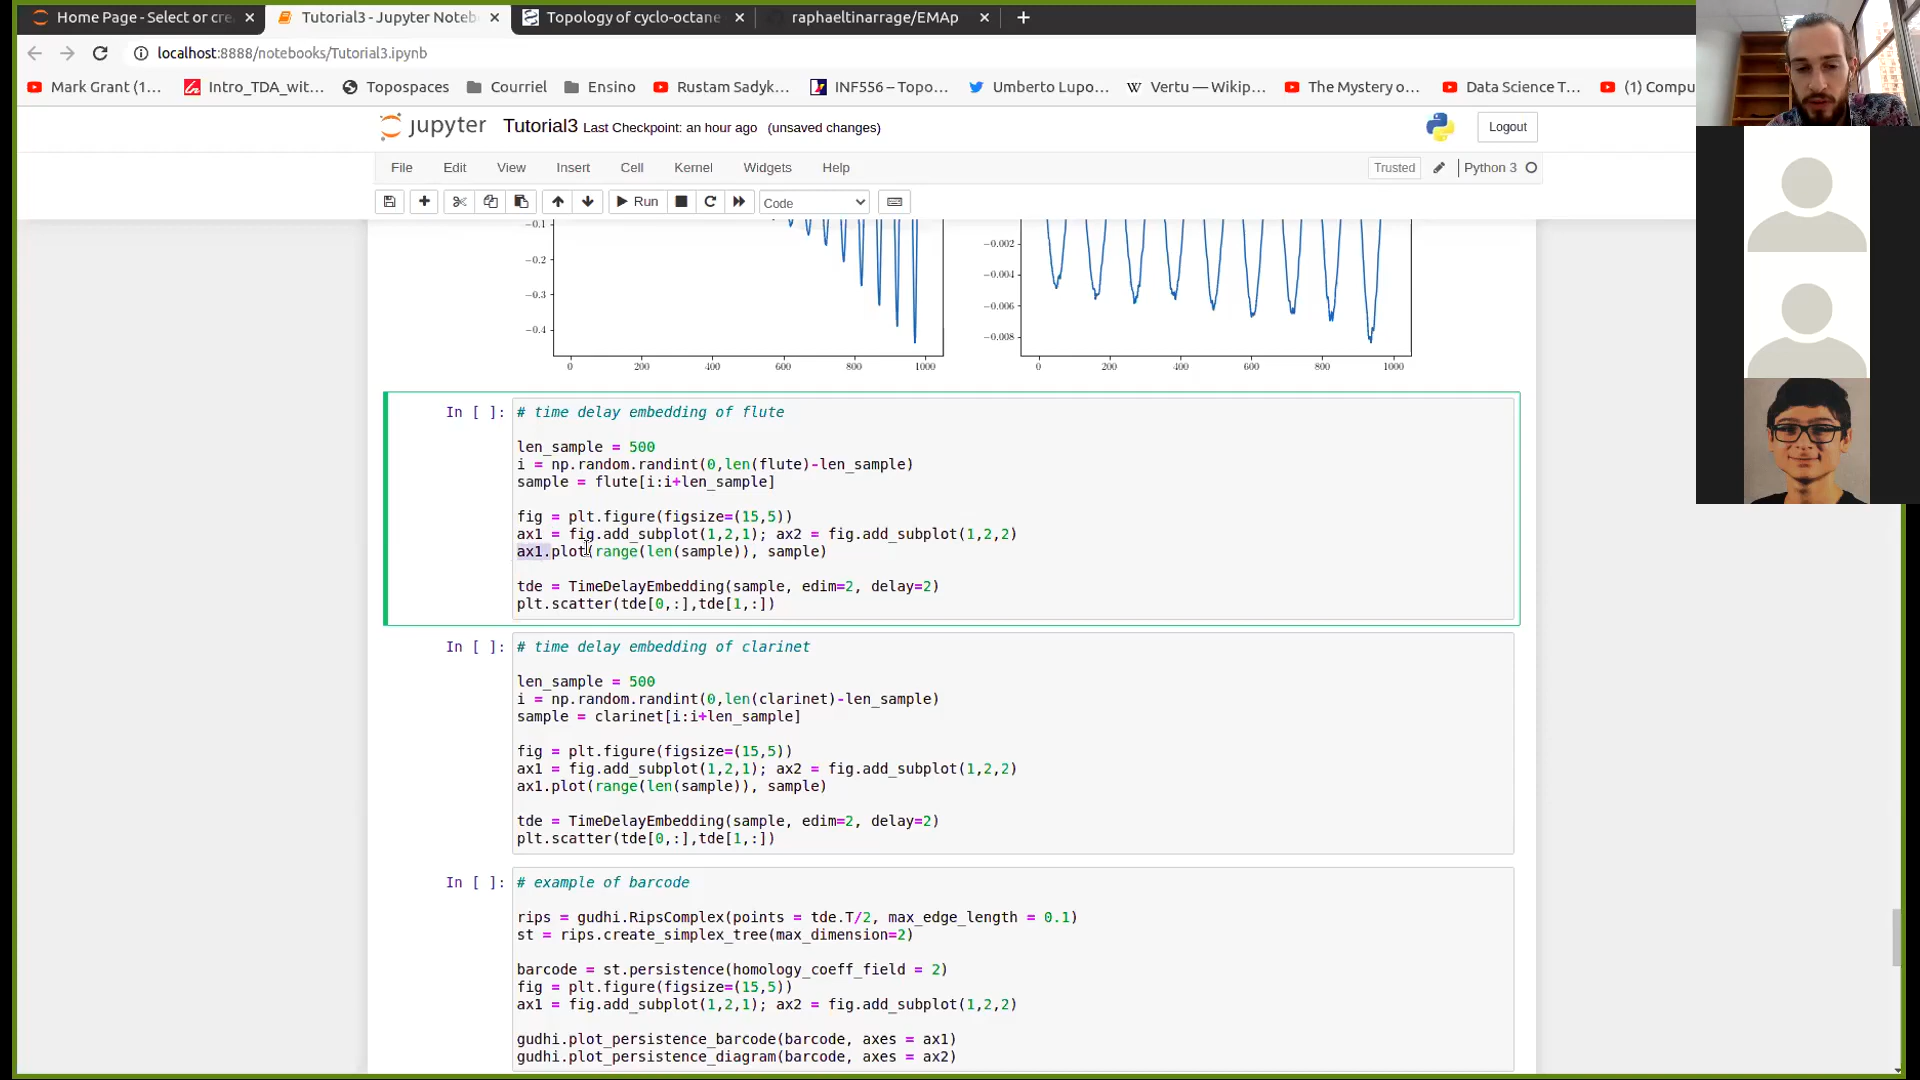 Home Page - Select or cre
Tutorial3 - Jupyter Noteb
Topology of cyclo-octane
raphaeltinarrage/EMAp
localhost:8888/notebooks/Tutorial3.ipynb
Mark Grant (1...
Intro_TDA_wit...
Topospaces
Courriel
Ensino
Rustam Sadyk...
INF556 – Topo...
Umberto Lupo...
Vertu — Wikip...
The Mystery o...
Data Science T...
(1) Compu
jupyter
Tutorial3 Last Checkpoint: an hour ago (unsaved changes)
Logout
File Edit View Insert Cell Kernel Widgets Help
Trusted
Python 3
Run
Code
−0.1
−0.2
−0.3
−0.4
0 200 400 600 800 1000
−0.002
−0.004
−0.006
−0.008
0 200 400 600 800 1000
In [ ]:
# time delay embedding of flute
len_sample = 500
i = np.random.randint(0,len(flute)-len_sample)
sample = flute[i:i+len_sample]
fig = plt.figure(figsize=(15,5))
ax1 = fig.add_subplot(1,2,1); ax2 = fig.add_subplot(1,2,2)
ax1.plot(range(len(sample)), sample)
tde = TimeDelayEmbedding(sample, edim=2, delay=2)
plt.scatter(tde[0,:],tde[1,:])
In [ ]:
# time delay embedding of clarinet
len_sample = 500
i = np.random.randint(0,len(clarinet)-len_sample)
sample = clarinet[i:i+len_sample]
fig = plt.figure(figsize=(15,5))
ax1 = fig.add_subplot(1,2,1); ax2 = fig.add_subplot(1,2,2)
ax1.plot(range(len(sample)), sample)
tde = TimeDelayEmbedding(sample, edim=2, delay=2)
plt.scatter(tde[0,:],tde[1,:])
In [ ]:
# example of barcode
rips = gudhi.RipsComplex(points = tde.T/2, max_edge_length = 0.1)
st = rips.create_simplex_tree(max_dimension=2)
barcode = st.persistence(homology_coeff_field = 2)
fig = plt.figure(figsize=(15,5))
ax1 = fig.add_subplot(1,2,1); ax2 = fig.add_subplot(1,2,2)
gudhi.plot_persistence_barcode(barcode, axes = ax1)
gudhi.plot_persistence_diagram(barcode, axes = ax2)